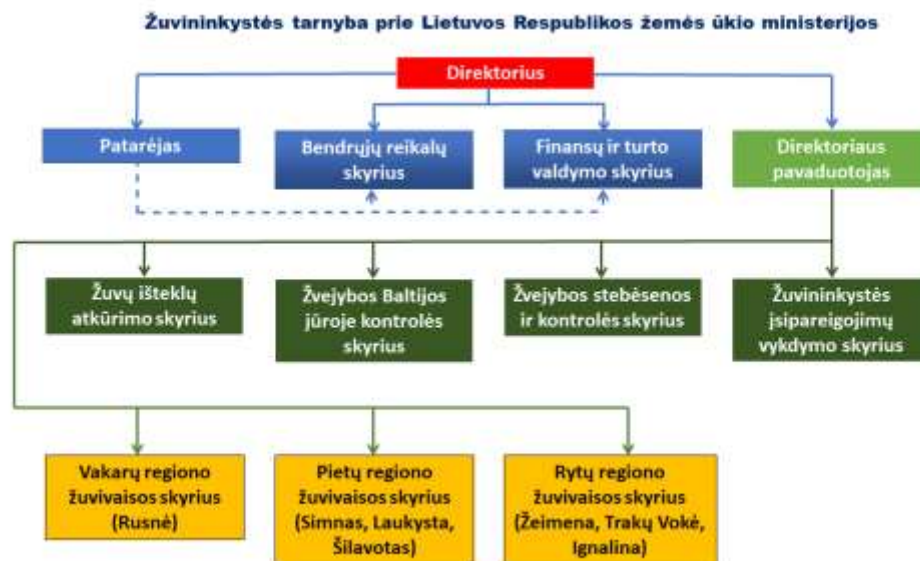 Žuvininkystės tarnyba prie Lietuvos Respublikos žemės ūkio ministerijos
Direktorius
Patarėjas
Bendrųjų reikalų
skyrius
Finansų ir turto
valdymo skyrius
Direktoriaus
pavaduotojas
Žuvų išteklų
atkūrimo skyrius
Žvejybos Baltijos
jūroje kontrolės
skyrius
Žvejybos stebėsenos
ir kontrolės skyrius
Žuvininkystės
įsipareigojimų
vykdymo skyrius
Vakarų regiono
žuvivaisos skyrius
(Rusnė)
Pietų regiono
žuvivaisos skyrius
(Simnas, Laukysta,
Šilavotas)
Rytų regiono
žuvivaisos skyrius
(Žeimena, Trakų Vokė,
Ignalina)